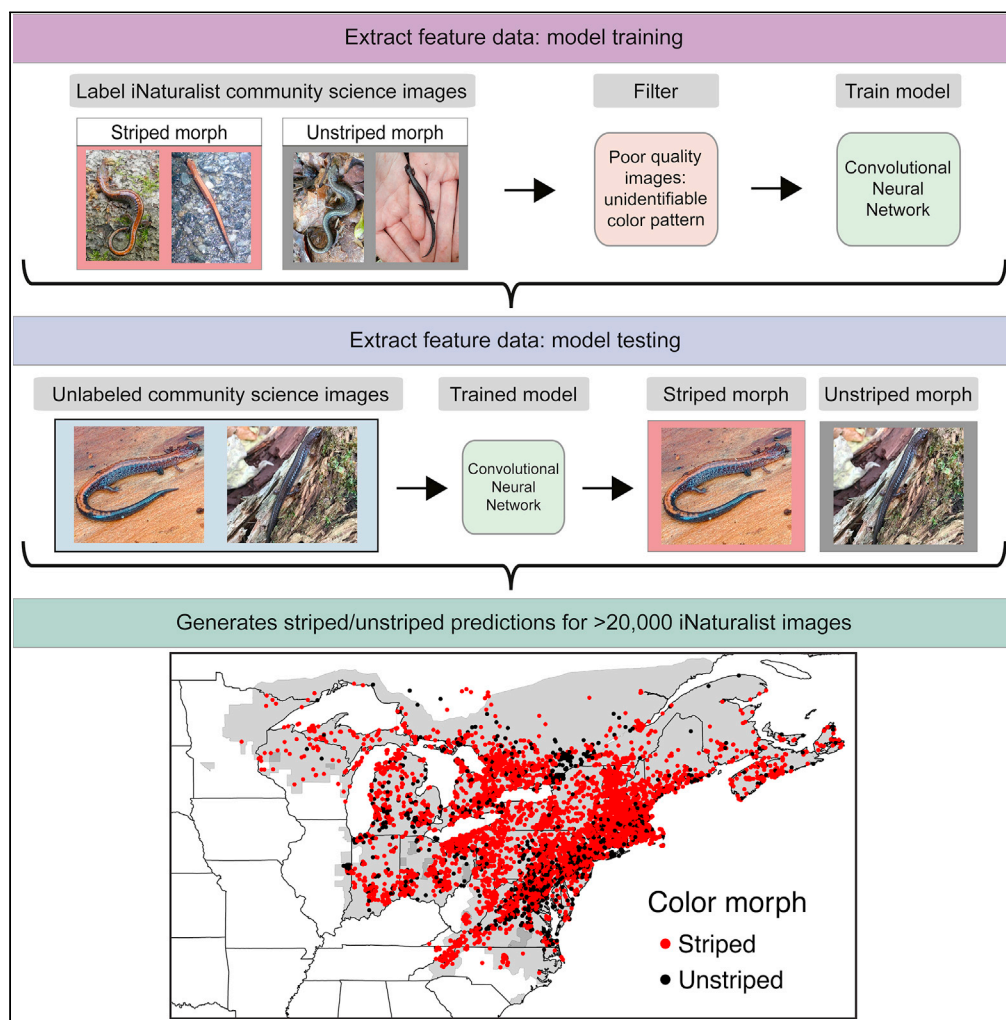 Extract feature data: model training
Label iNaturalist community science images
Filter
Train model
Striped morph
Unstriped morph
Poor quality
images:
unidentifiable
color pattern
Convolutional
Neural
Network
Extract feature data: model testing
Unlabeled community science images
Trained model
Striped morph
Unstriped morph
Convolutional
Neural
Network
Generates striped/unstriped predictions for >20,000 iNaturalist images
Color morph
Striped
Unstriped